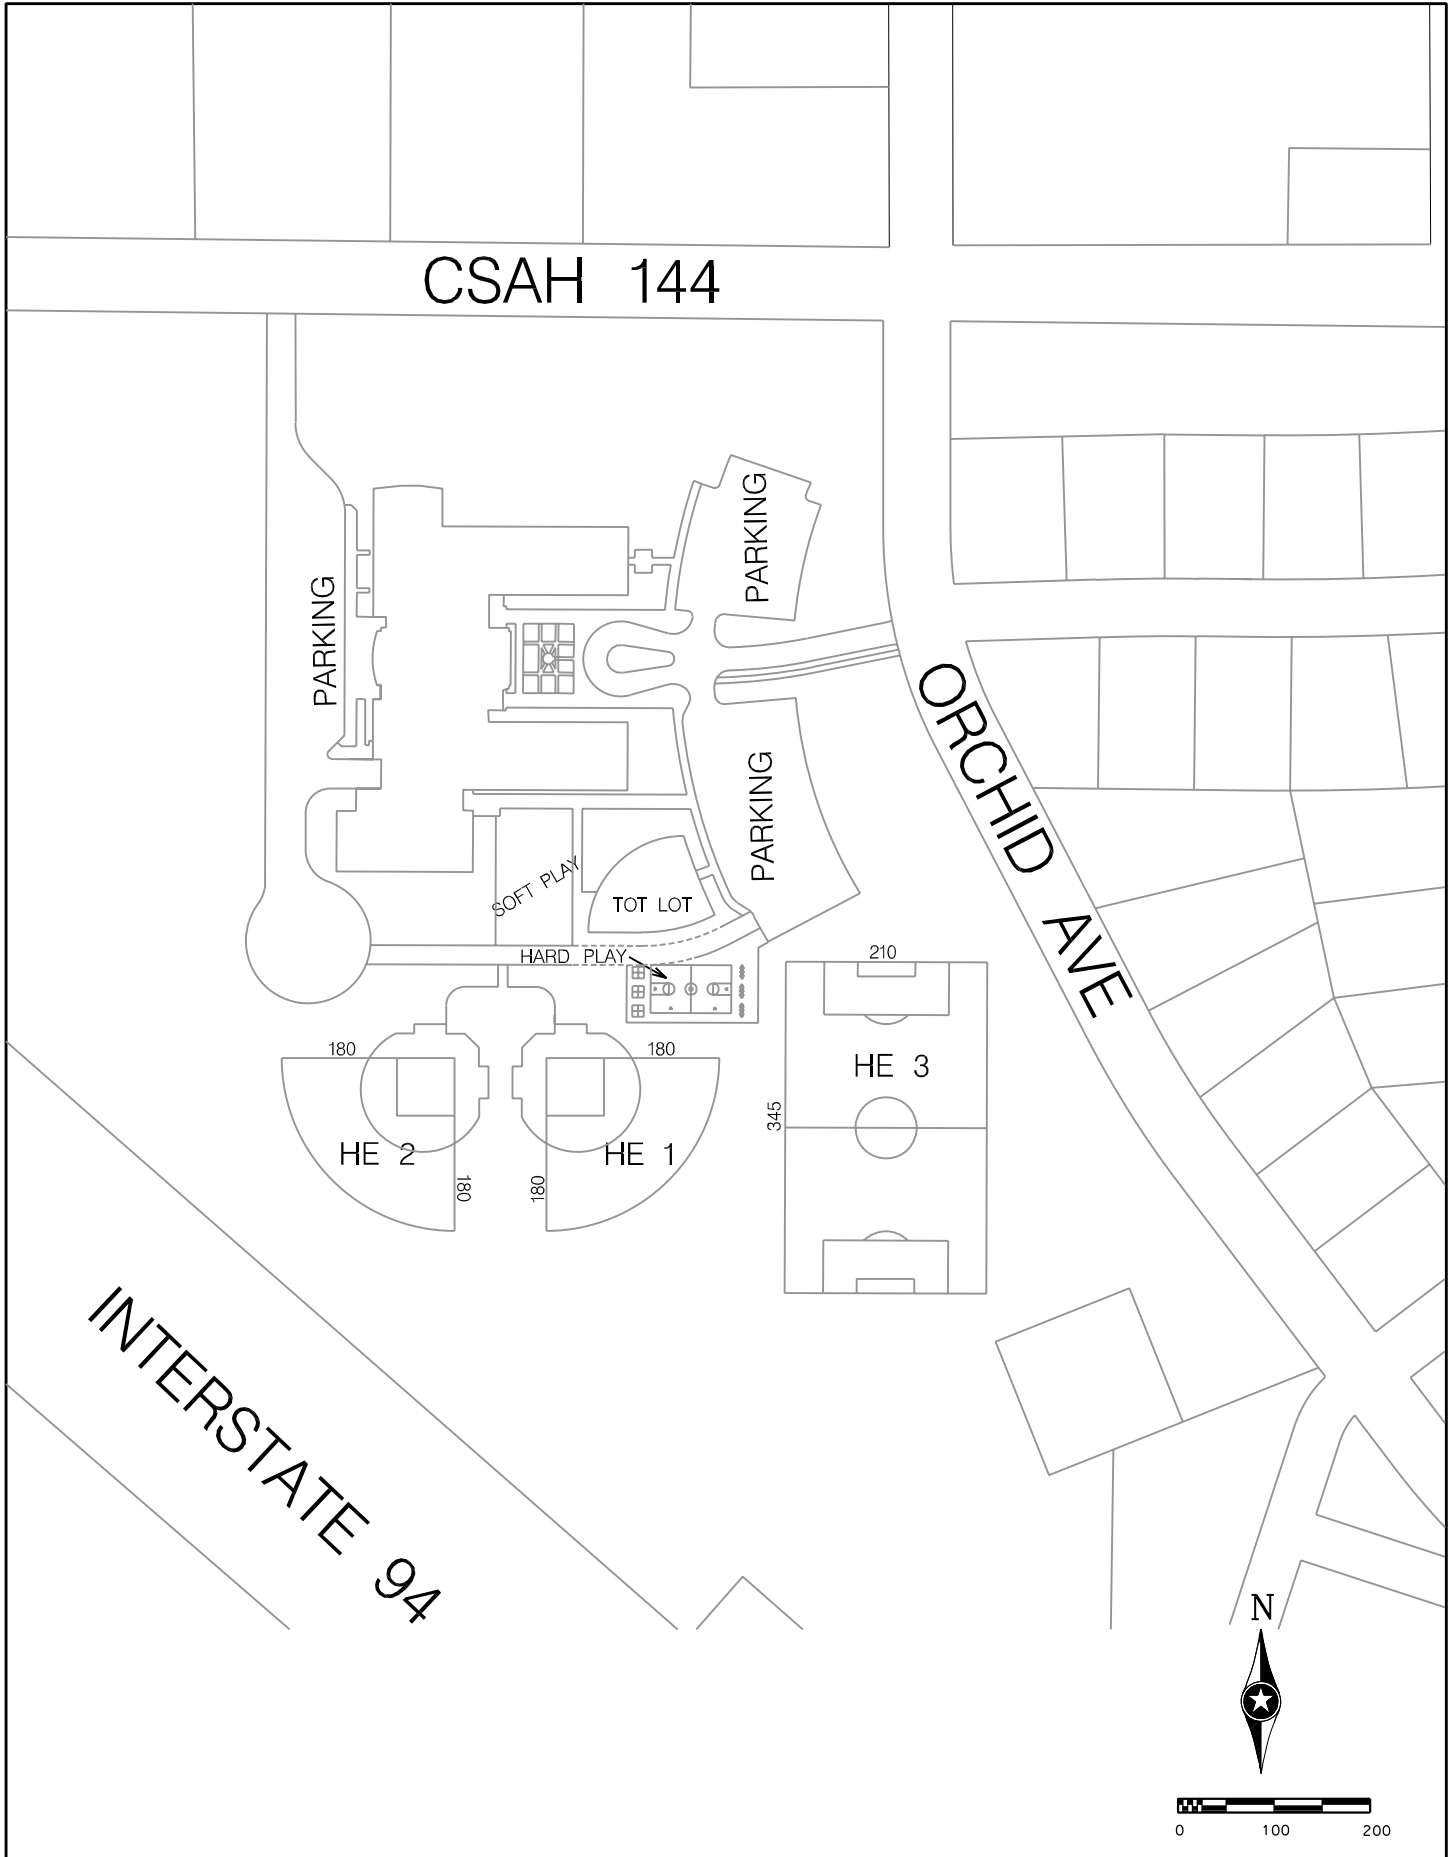 CSAH 144
PARKING
PARKING
ORCHID AVE
PARKING
SOFT PLAY
TOT LOT
HARD PLAY
210
180
180
HE 3
345
HE 2
HE 1
180
180
INTERSTATE 94
N
0 100 200